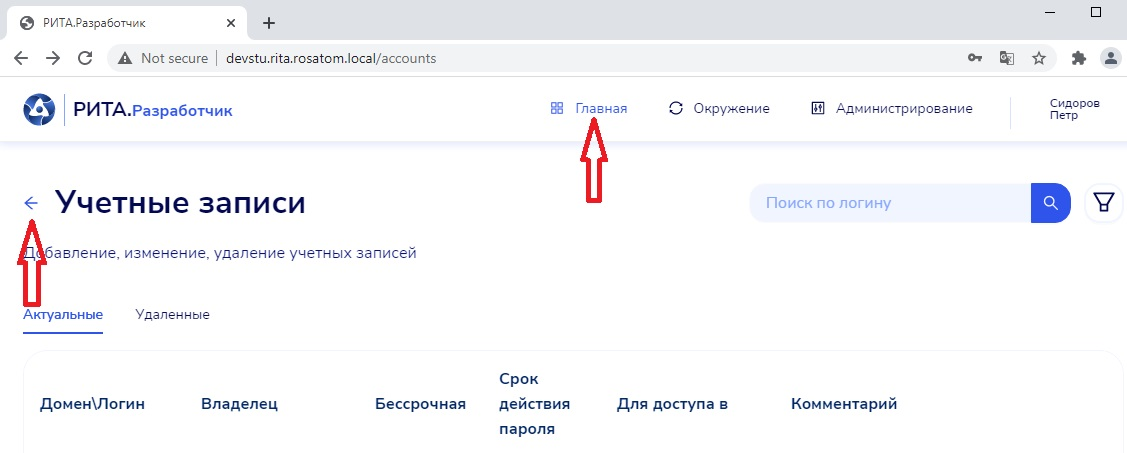 РИТА.Разработчик
Not secure devstu.rita.rosatom.local/accounts
РИТА.Разработчик Главная Окружение Администрирование Сидоров
Петр
Учетные записи Поиск по логину
Добавление, изменение, удаление учетных записей
Актуальные Удаленные
Домен\Логин Владелец Бессрочная Срок
действия
пароля Для доступа в Комментарий